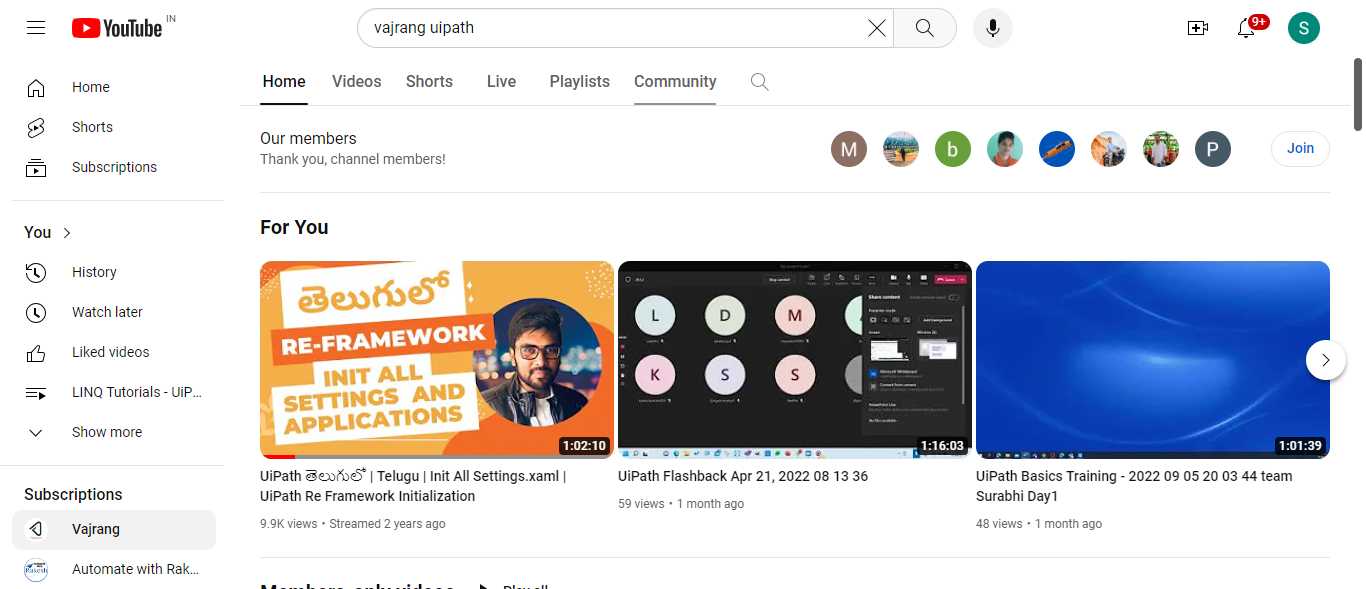 YouTube IN
vajrang uipath
9+
S
Home
Shorts
Subscriptions
You
History
Watch later
Liked videos
LINQ Tutorials - UiP...
Show more
Subscriptions
Vajrang
Automate with Rak...
Home Videos Shorts Live Playlists Community
Our members
Thank you, channel members!
M b P
Join
For You
తెలుగులో
RE-FRAMEWORK
INIT ALL
SETTINGS AND
APPLICATIONS
1:02:10
UiPath తెలుగులో | Telugu | Init All Settings.xaml |
UiPath Re Framework Initialization
9.9K views • Streamed 2 years ago
Share content
L D M
K S S
1:16:03
UiPath Flashback Apr 21, 2022 08 13 36
59 views • 1 month ago
1:01:39
UiPath Basics Training - 2022 09 05 20 03 44 team
Surabhi Day1
48 views • 1 month ago
Members-only videos Play all